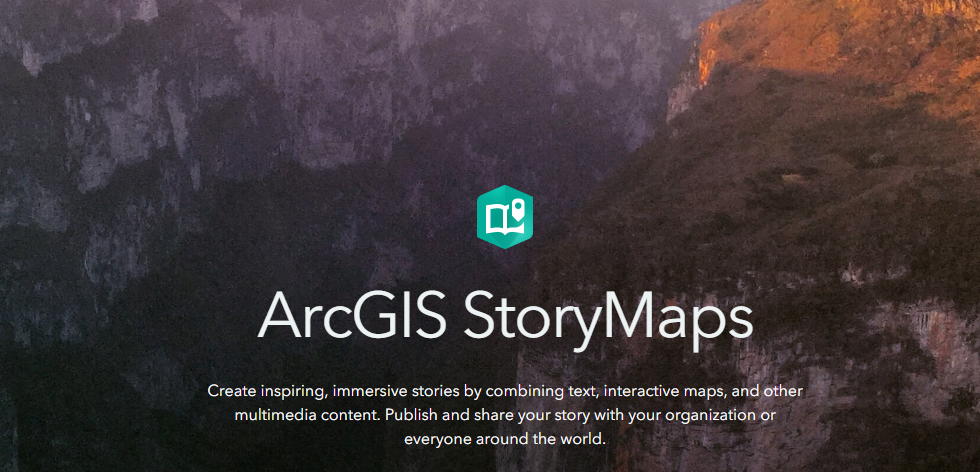 ArcGIS StoryMaps
Create inspiring, immersive stories by combining text, interactive maps, and other
multimedia content. Publish and share your story with your organization or
everyone around the world.